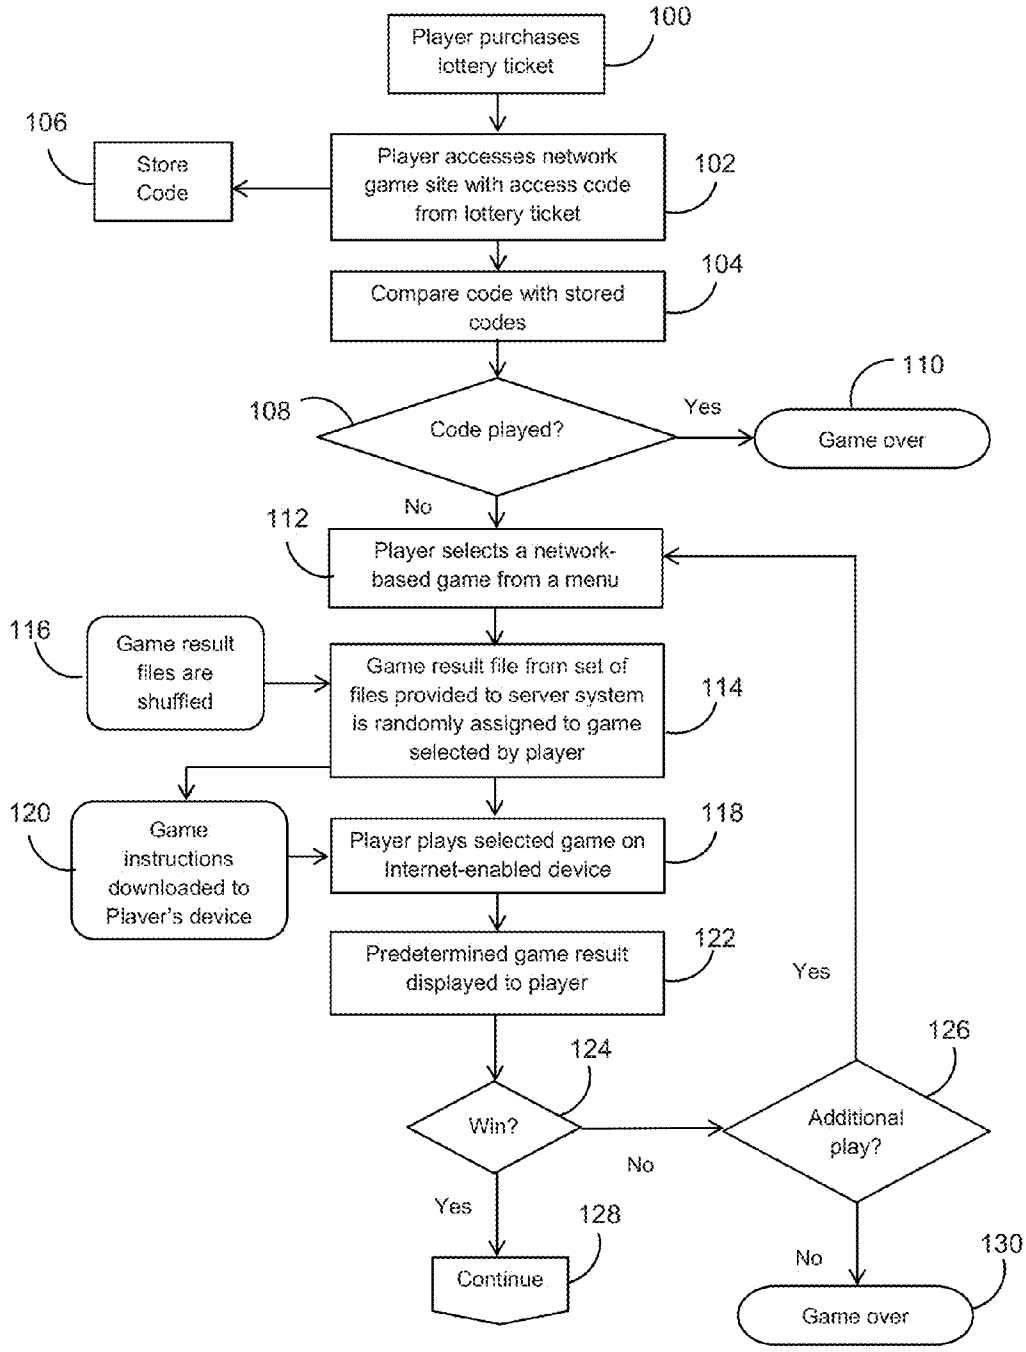 100
Player purchases
lottery ticket
106
Store
Code
Player accesses network
game site with access code
from lottery ticket
102
104
Compare code with stored
codes
110
108
Code played?
Yes
Game over
No
112
Player selects a network-
based game from a menu
116
Game result
files are
shuffled
Game result file from set of
files provided to server system
is randomly assigned to game
selected by player
114
120
Game
instructions
downloaded to
Player's device
Player plays selected game on
Internet-enabled device
118
Predetermined game result
displayed to player
122
Yes
124
126
Win?
Additional
play?
No
Yes
128
Continue
No
130
Game over